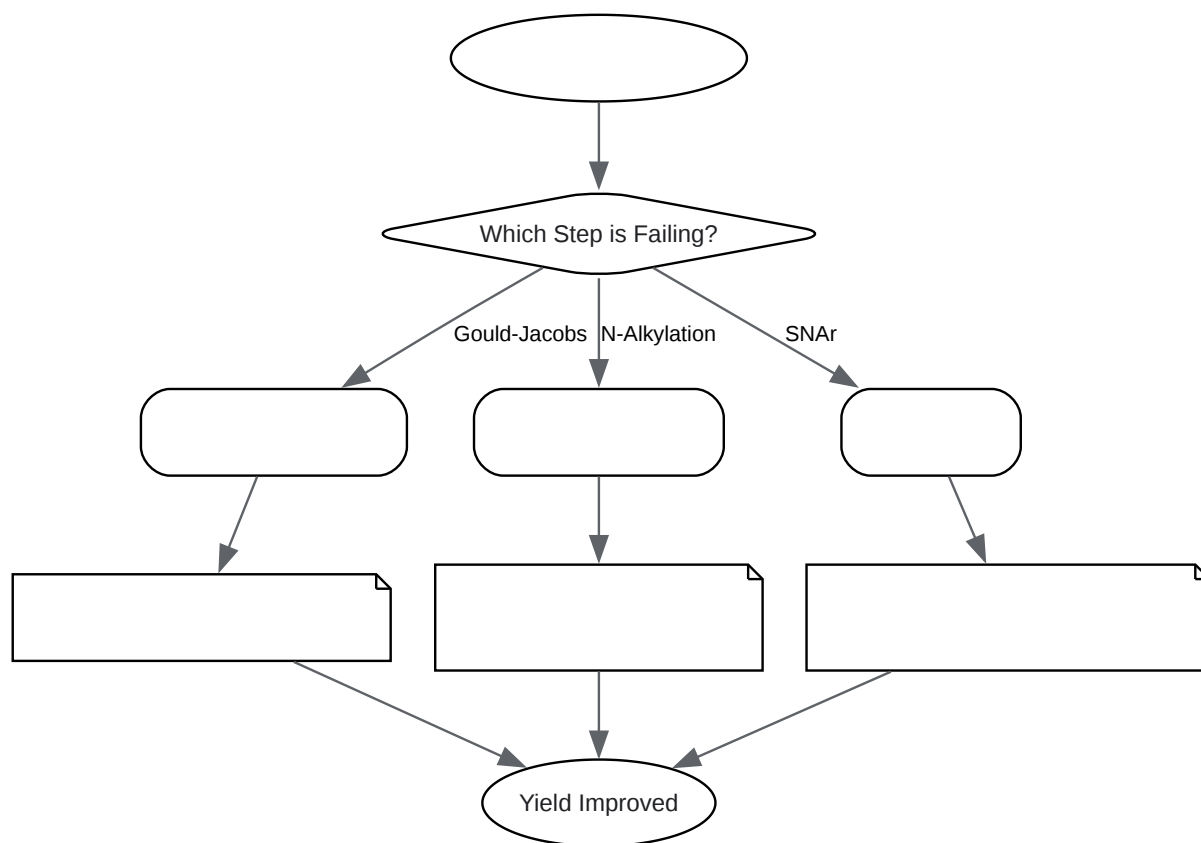 Which Step is Failing?
Gould-Jacobs
N-Alkylation
SNAr
Yield Improved